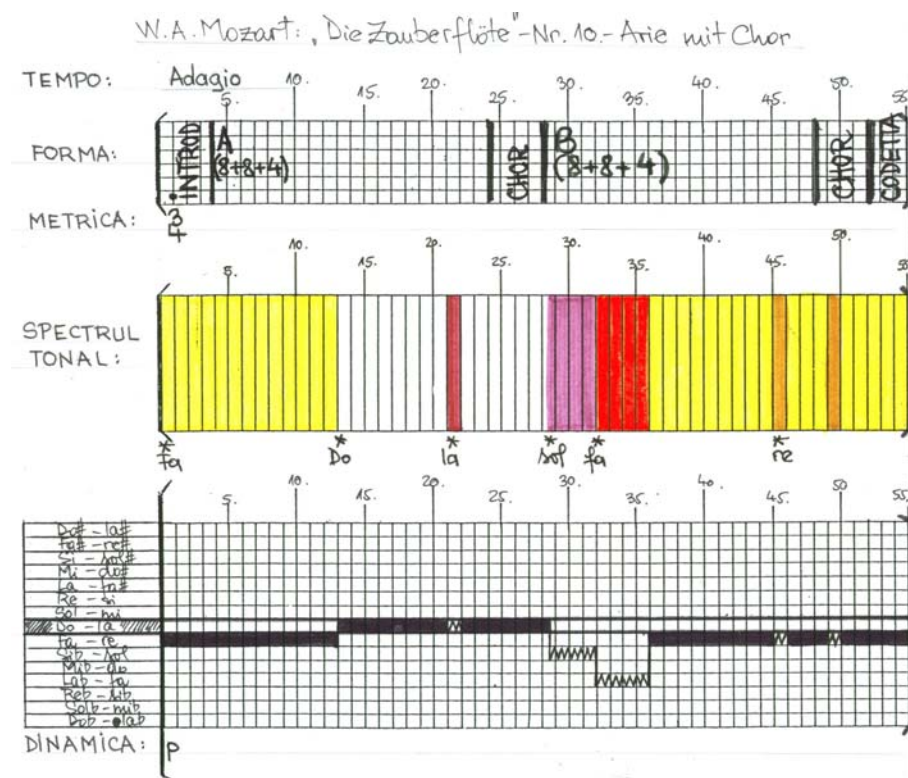 W.A. Mozart: „Die Zauberflöte"-Nr. 10.- Arie mit Chor
TEMPO: Adagio
5. 10. 15. 20. 25. 30. 35. 40. 45. 50. 55
FORMA: INTROD A (8+8+4) CHOR B (8+8+4) CHOR CODETTA
METRICA: 3
5. 10. 15. 20. 25. 30. 35. 40. 45. 50. 55
SPECTRUL
TONAL:
*Fa *Do *la *sol *fa *re
5. 10. 15. 20. 25. 30. 35. 40. 45. 50 55,
Do# - la#
Fa# - re#
Si - sol#
Mi - do#
La - fa#
Re - si
Sol - mi
Do - la
Fa - re
Sib - sol
Mib - do
Lab - fa
Reb - sib
Solb - mib
Dob - lab
DINAMICA: p